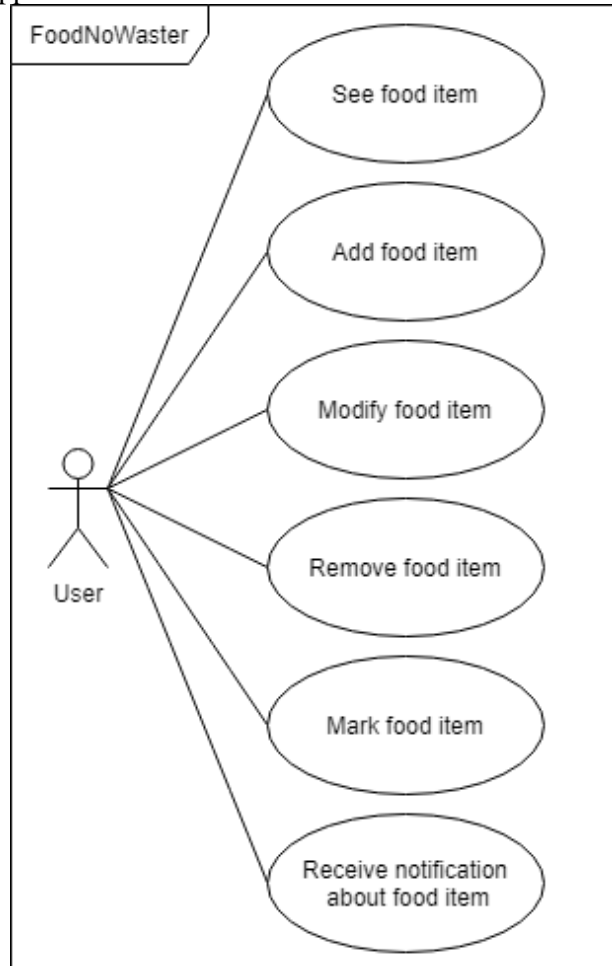 FoodNoWaster
See food item
Add food item
Modify food item
Remove food item
User
Mark food item
Receive notification
about food item